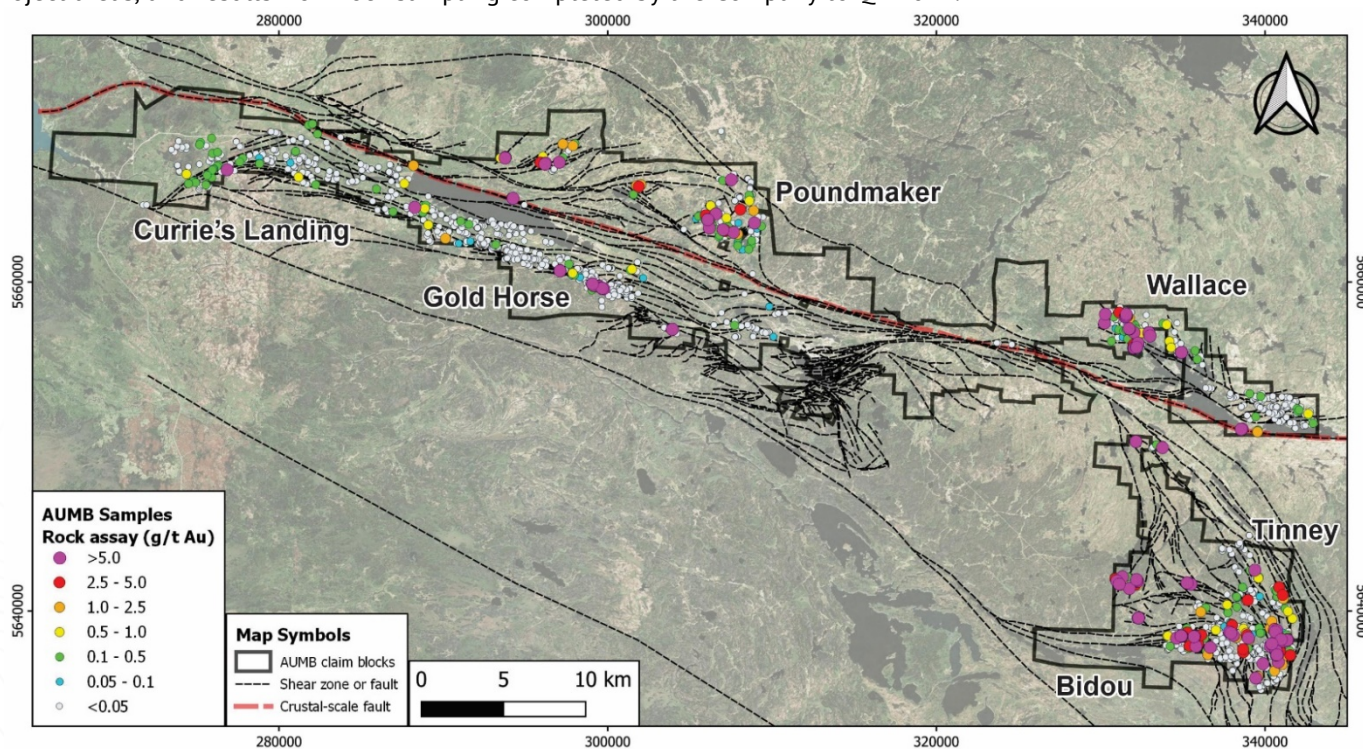 280000 300000 320000 340000
Poundmaker
Currie's Landing
Wallace
Gold Horse
5660000
5660000
Tinney
Bidou
5640000
5640000
AUMB Samples
Rock assay (g/t Au)
>5.0
2.5 - 5.0
1.0 - 2.5
0.5 - 1.0
0.1 - 0.5
0.05 - 0.1
<0.05
Map Symbols
AUMB claim blocks
Shear zone or fault
Crustal-scale fault
0 5 10 km
280000 300000 320000 340000